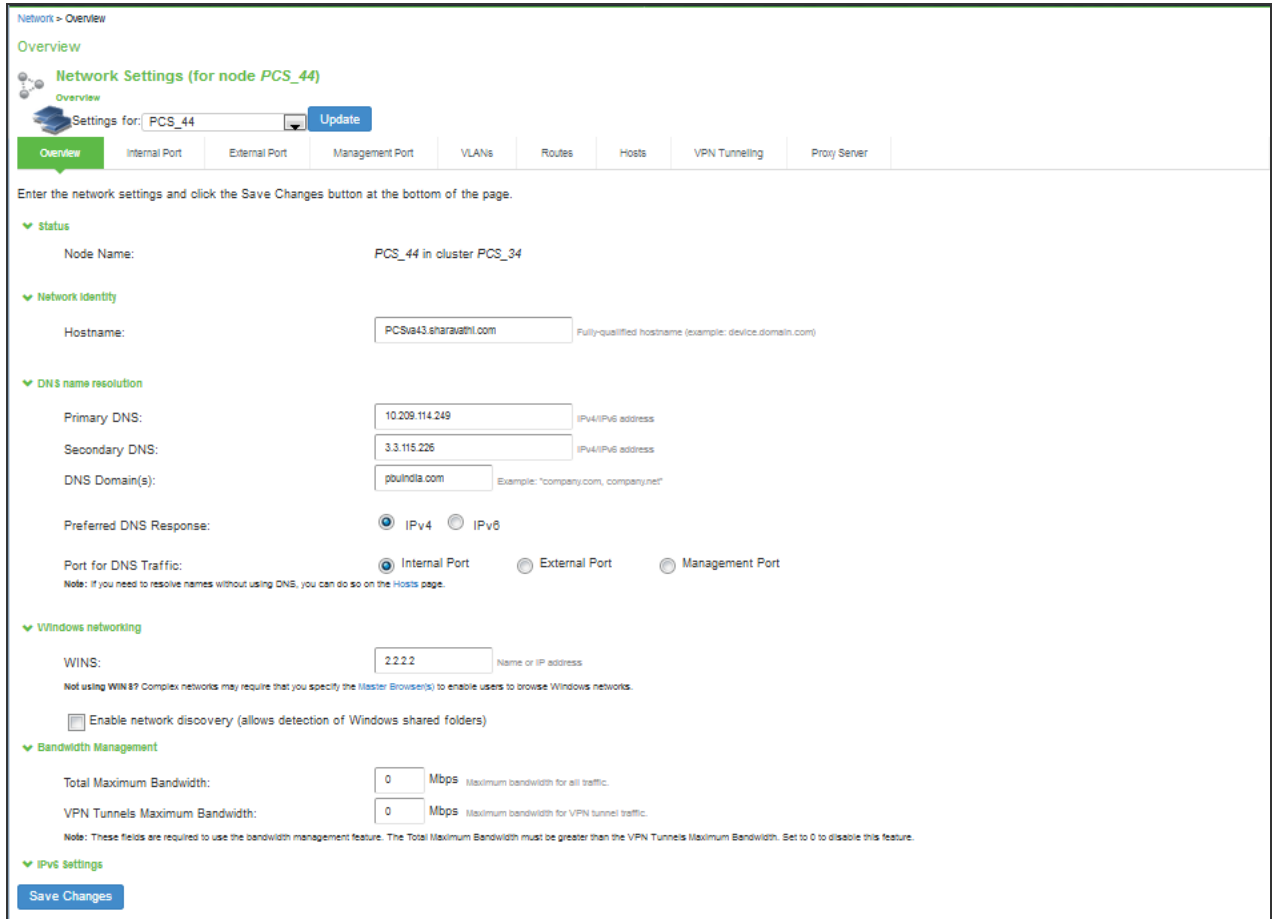 Network > Overview
Overview
Network Settings (for node PCS_44)
Overview
Settings for: PCS_44 Update
Overview Internal Port External Port Management Port VLANs Routes Hosts VPN Tunneling Proxy Server
Enter the network settings and click the Save Changes button at the bottom of the page.
Status
Node Name: PCS_44 in cluster PCS_34
Network Identity
Hostname: PCSva43.sharavathi.com Fully-qualified hostname (example: device.domain.com)
DNS name resolution
Primary DNS: 10.209.114.249 IPv4/IPv6 address
Secondary DNS: 3.3.115.226 IPv4/IPv6 address
DNS Domain(s): pbuindia.com Example: "company.com, company.net"
Preferred DNS Response: IPv4 IPv6
Port for DNS Traffic: Internal Port External Port Management Port
Note: If you need to resolve names without using DNS, you can do so on the Hosts page.
Windows networking
WINS: 2.2.2.2 Name or IP address
Not using WINS? Complex networks may require that you specify the Master Browser(s) to enable users to browse Windows networks.
Enable network discovery (allows detection of Windows shared folders)
Bandwidth Management
Total Maximum Bandwidth: 0 Mbps Maximum bandwidth for all traffic.
VPN Tunnels Maximum Bandwidth: 0 Mbps Maximum bandwidth for VPN tunnel traffic.
Note: These fields are required to use the bandwidth management feature. The Total Maximum Bandwidth must be greater than the VPN Tunnels Maximum Bandwidth. Set to 0 to disable this feature.
IPv6 Settings
Save Changes